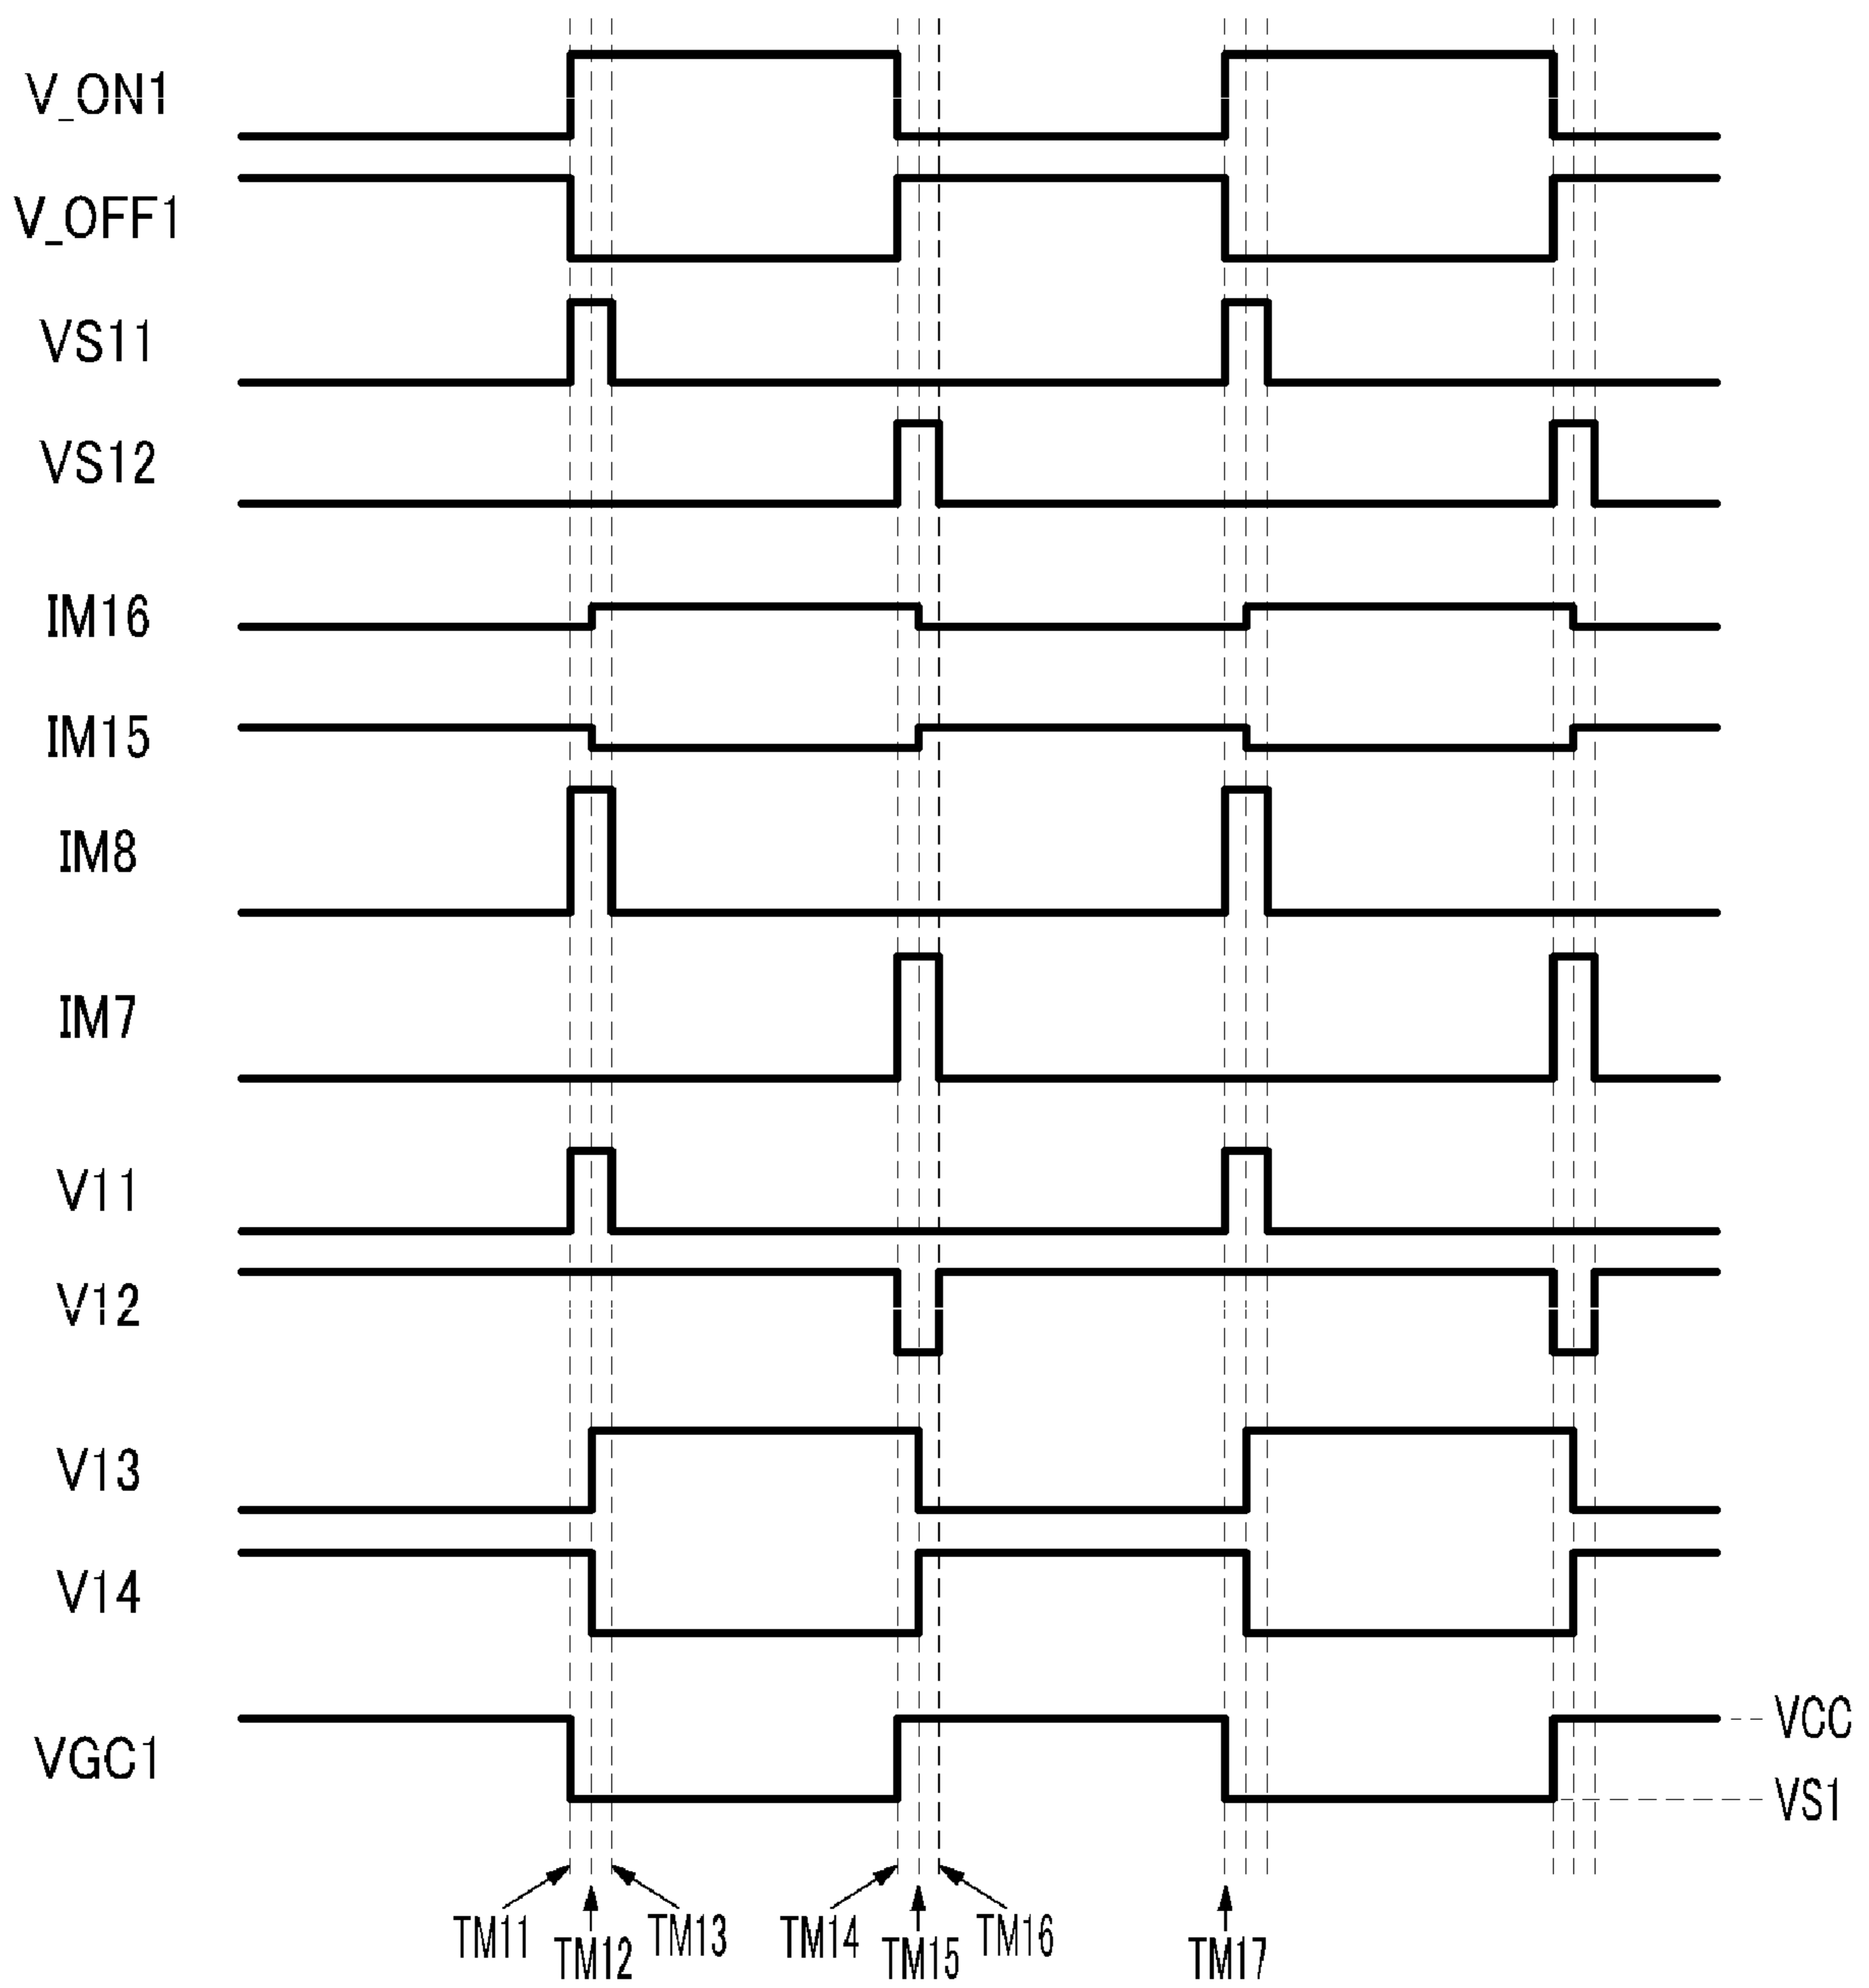 V_ON1
V_OFF1
VS11
VS12
IM16
IM15
IM8
IM7
V11
V12
V13
V14
VGC1
VCC
VS1
TM11
TM12
TM13
TM14
TM15
TM16
TM17